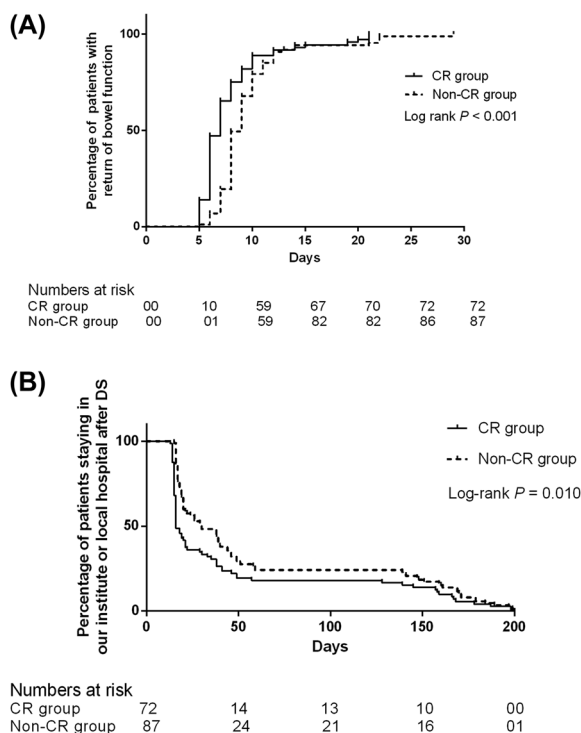 (A)
Percentage of patients with
return of bowel function
100
50
0
0 5 10 15 20 25 30
Days
CR group
Non-CR group
Log rank P < 0.001
Numbers at risk
CR group 00 10 59 67 70 72 72
Non-CR group 00 01 59 82 82 86 87
(B)
Percentage of patients staying in
our institute or local hospital after DS
100
50
0
0 50 100 150 200
Days
CR group
Non-CR group
Log-rank P = 0.010
Numbers at risk
CR group 72 14 13 10 00
Non-CR group 87 24 21 16 01